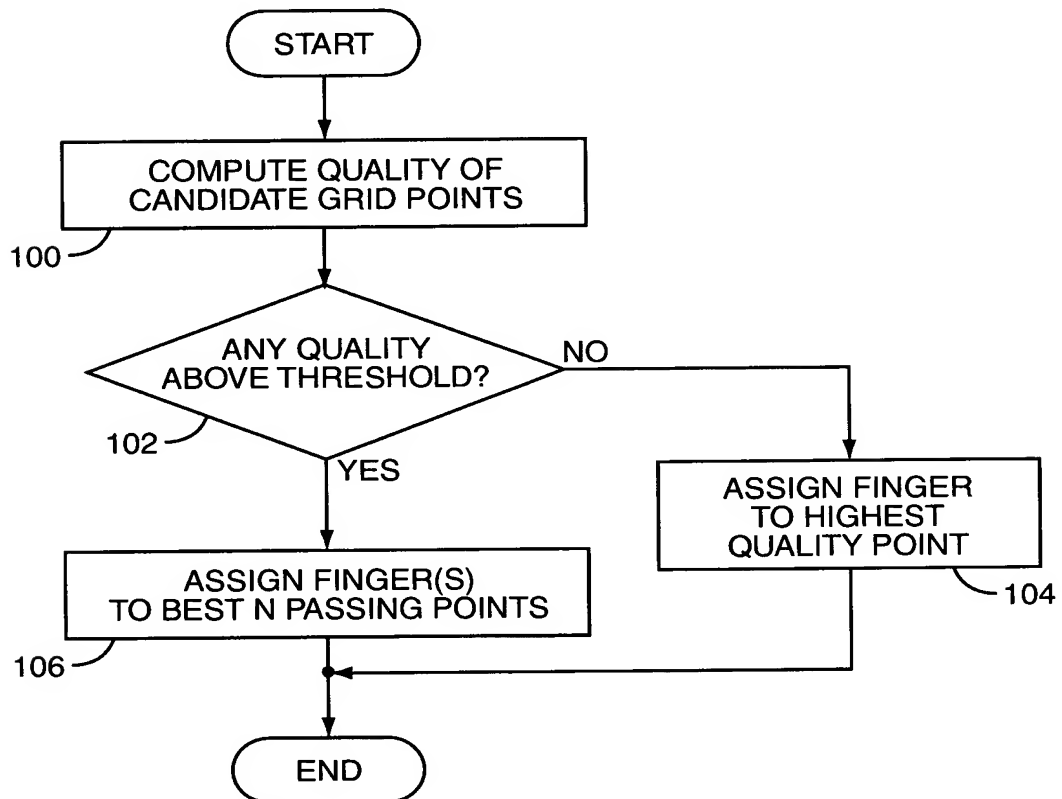 START
COMPUTE QUALITY OF
CANDIDATE GRID POINTS
100
ANY QUALITY
ABOVE THRESHOLD?
NO
102
YES
ASSIGN FINGER
TO HIGHEST
QUALITY POINT
104
ASSIGN FINGER(S)
TO BEST N PASSING POINTS
106
END